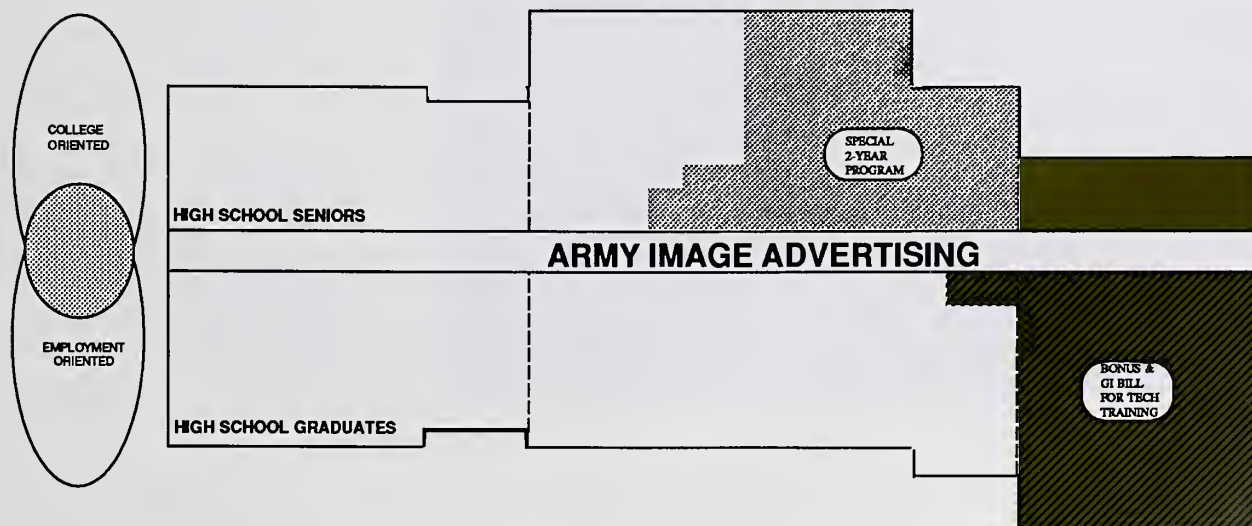 COLLEGE
ORIENTED
EMPLOYMENT
ORIENTED
HIGH SCHOOL SENIORS
SPECIAL
2-YEAR
PROGRAM
ARMY IMAGE ADVERTISING
HIGH SCHOOL GRADUATES
BONUS &
GI BILL
FOR TECH
TRAINING